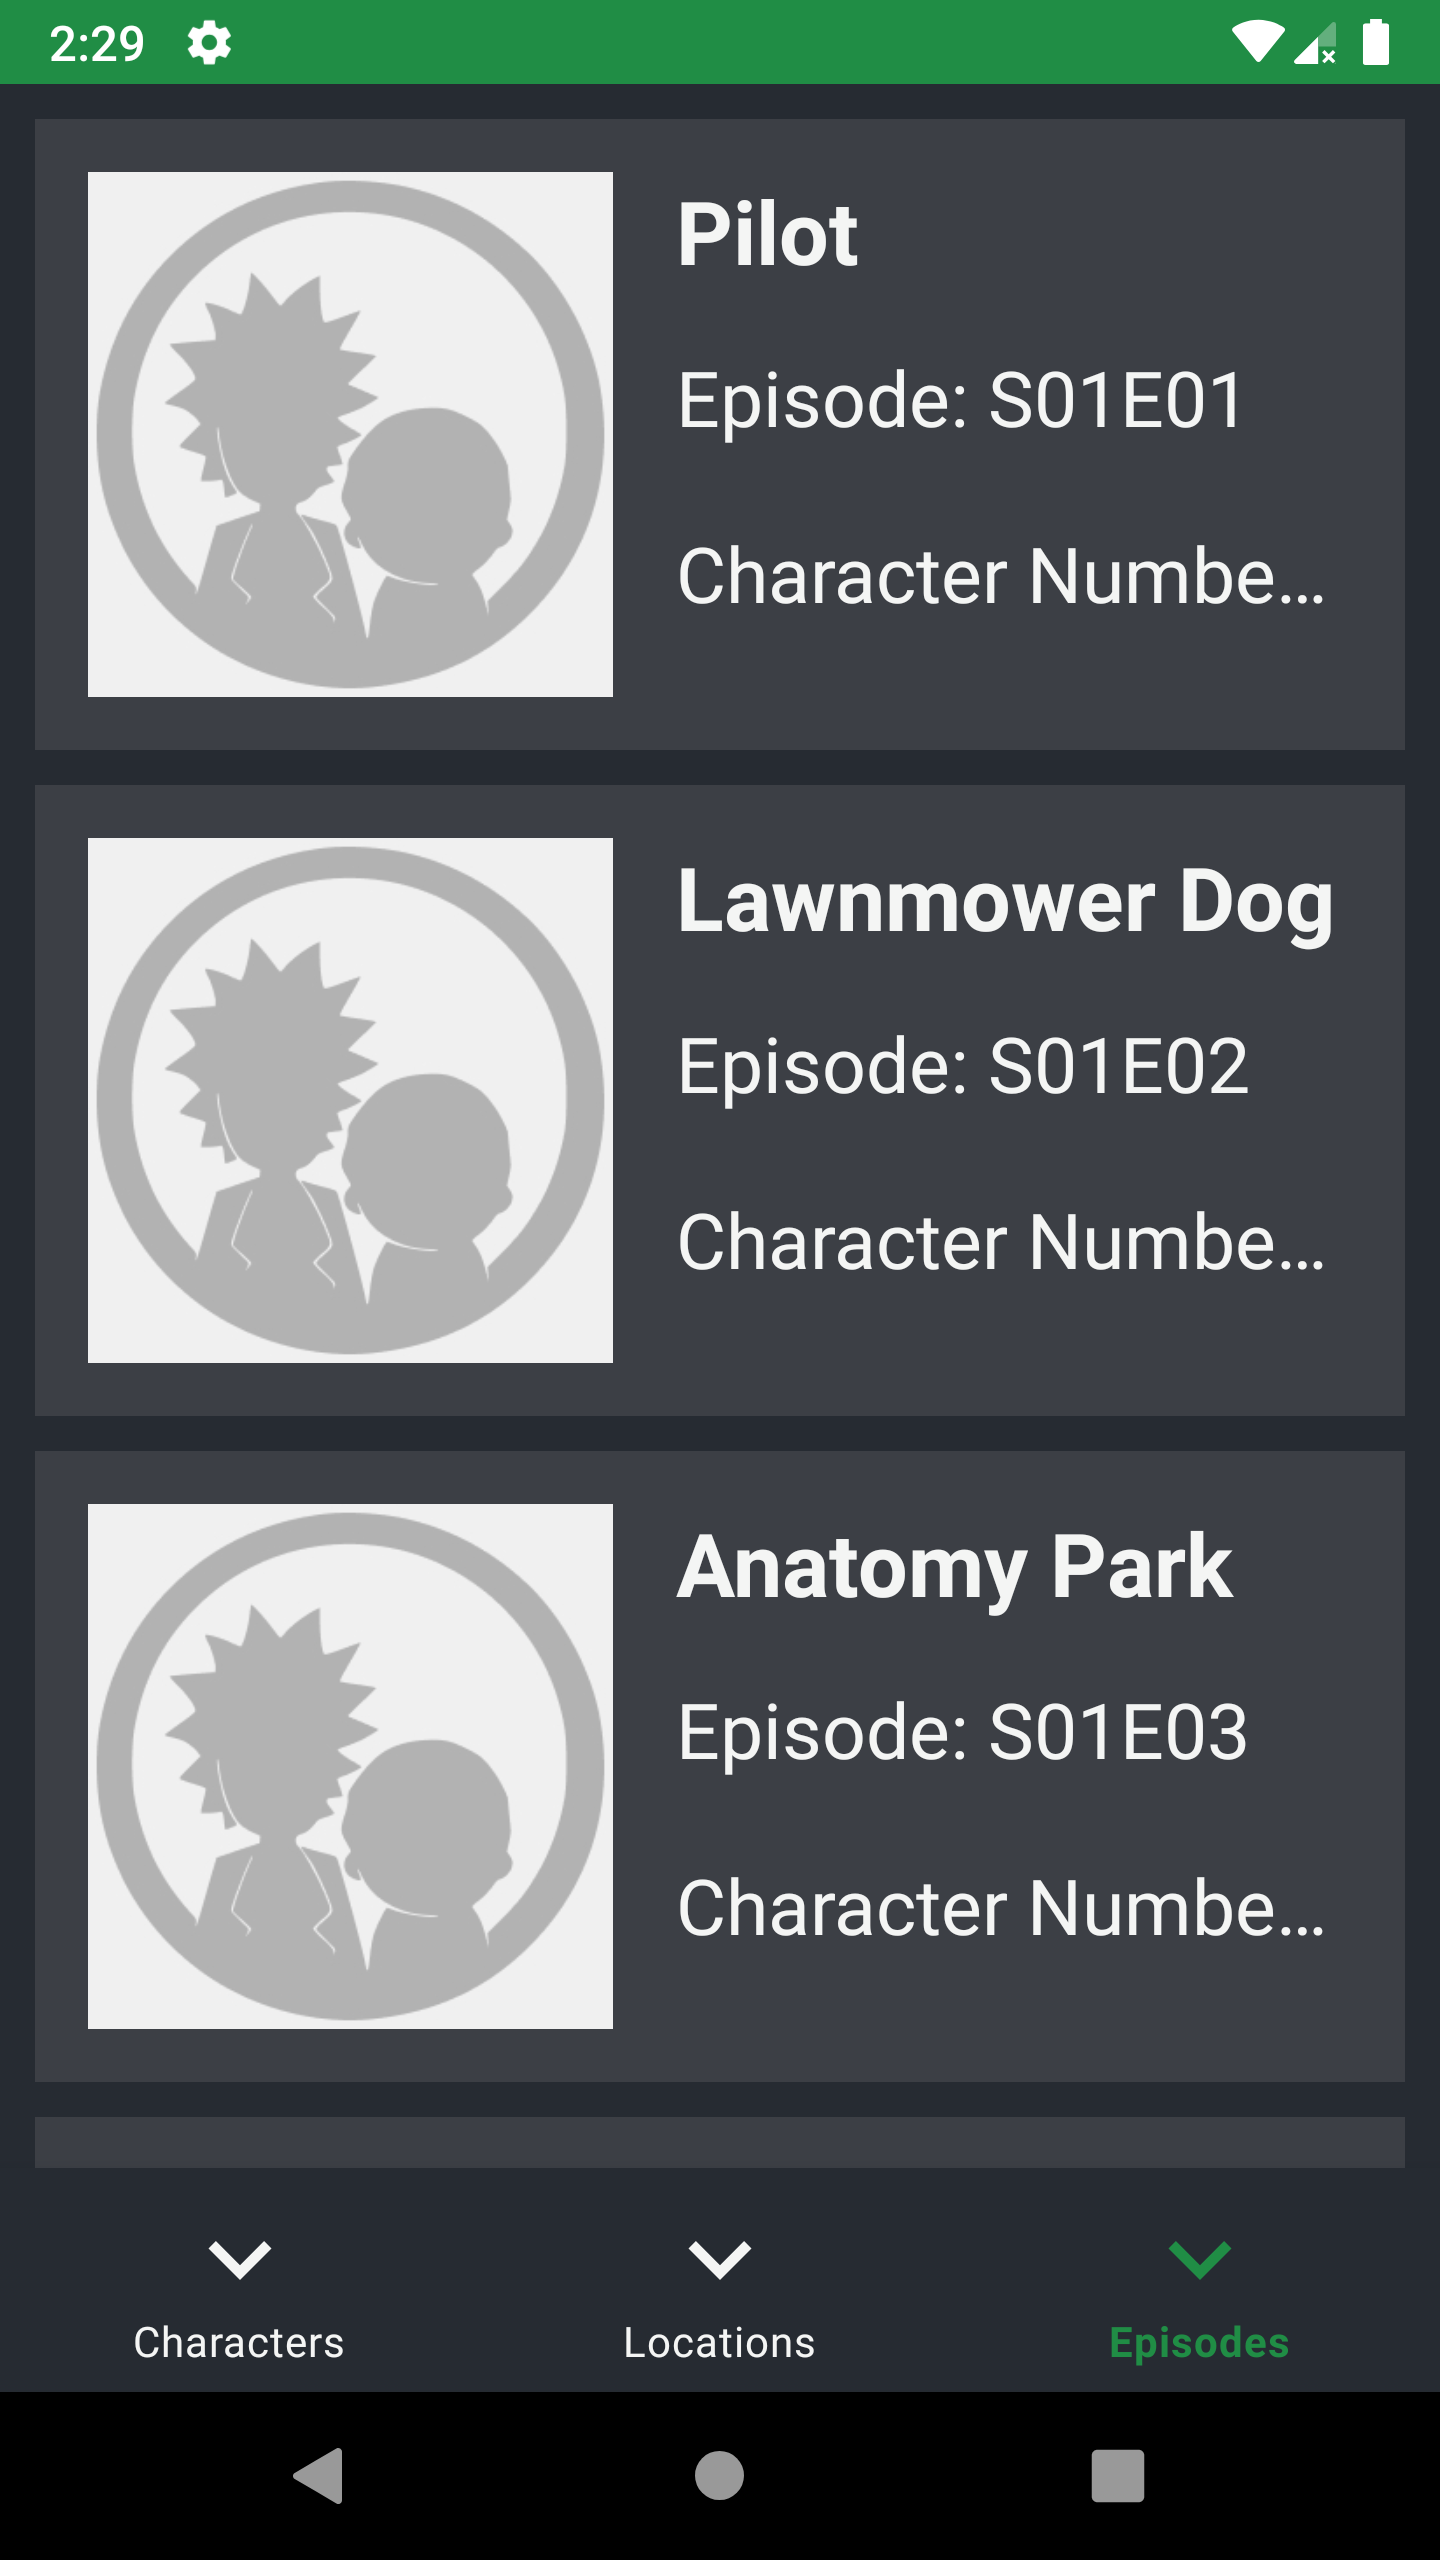 2:29
Pilot
Episode: S01E01
Character Numbe...
Lawnmower Dog
Episode: S01E02
Character Numbe...
Anatomy Park
Episode: S01E03
Character Numbe...
Characters
Locations
Episodes